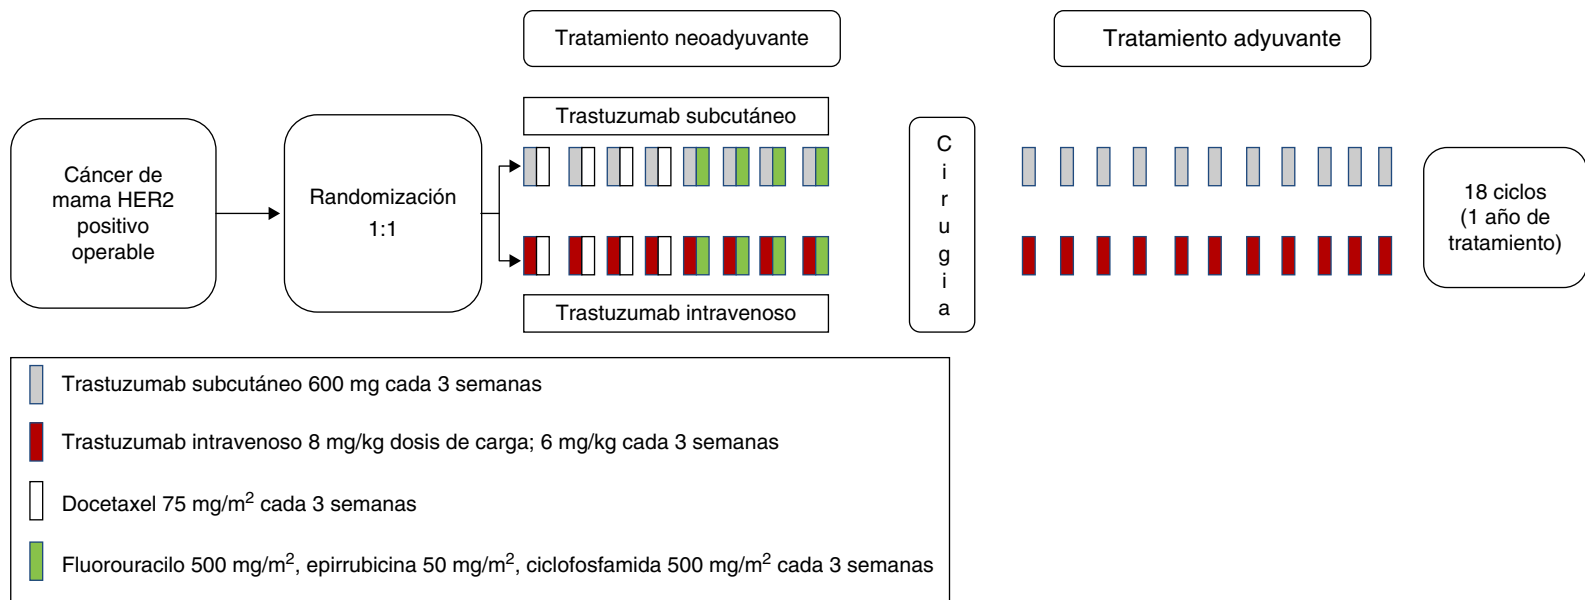 Tratamiento neoadyuvante
Tratamiento adyuvante
Trastuzumab subcutáneo
Cáncer de
mama HER2
positivo
operable
Randomización
1:1
Trastuzumab intravenoso
C
i
r
u
g
i
a
18 ciclos
(1 año de
tratamiento)
Trastuzumab subcutáneo 600 mg cada 3 semanas
Trastuzumab intravenoso 8 mg/kg dosis de carga; 6 mg/kg cada 3 semanas
Docetaxel 75 mg/m² cada 3 semanas
Fluorouracilo 500 mg/m², epirrubicina 50 mg/m², ciclofosfamida 500 mg/m² cada 3 semanas